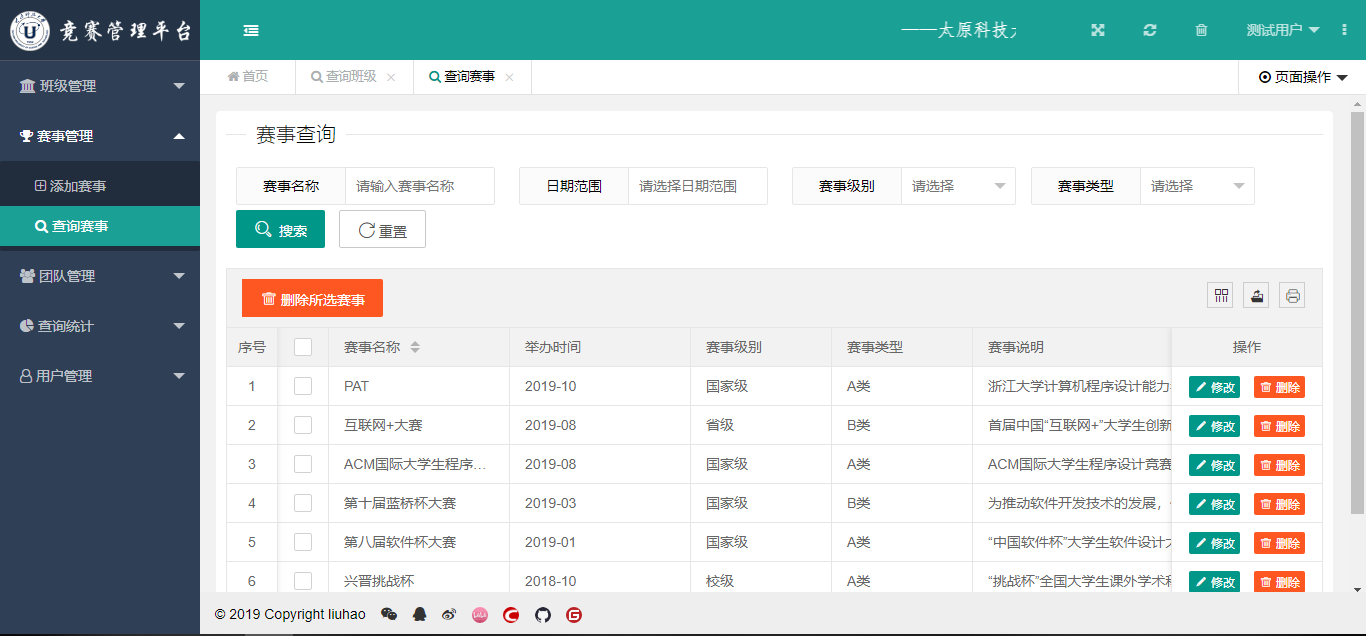 竞赛管理平台
——太原科技
测试用户
班级管理
赛事管理
添加赛事
查询赛事
团队管理
查询统计
用户管理
首页
查询班级
查询赛事
页面操作
赛事查询
赛事名称 请输入赛事名称
日期范围 请选择日期范围
赛事级别 请选择
赛事类型 请选择
搜索
重置
删除所选赛事
序号 赛事名称 举办时间 赛事级别 赛事类型 赛事说明 操作
1 PAT 2019-10 国家级 A类 浙江大学计算机程序设计能力 修改 删除
2 互联网+大赛 2019-08 省级 B类 首届中国“互联网+”大学生创新 修改 删除
3 ACM国际大学生程序... 2019-08 国家级 A类 ACM国际大学生程序设计竞赛 修改 删除
4 第十届蓝桥杯大赛 2019-03 国家级 B类 为推动软件开发技术的发展， 修改 删除
5 第八届软件杯大赛 2019-01 国家级 A类 “中国软件杯”大学生软件设计 修改 删除
6 兴晋挑战杯 2018-10 校级 A类 “挑战杯”全国大学生课外学术 修改 删除
© 2019 Copyright liuhao